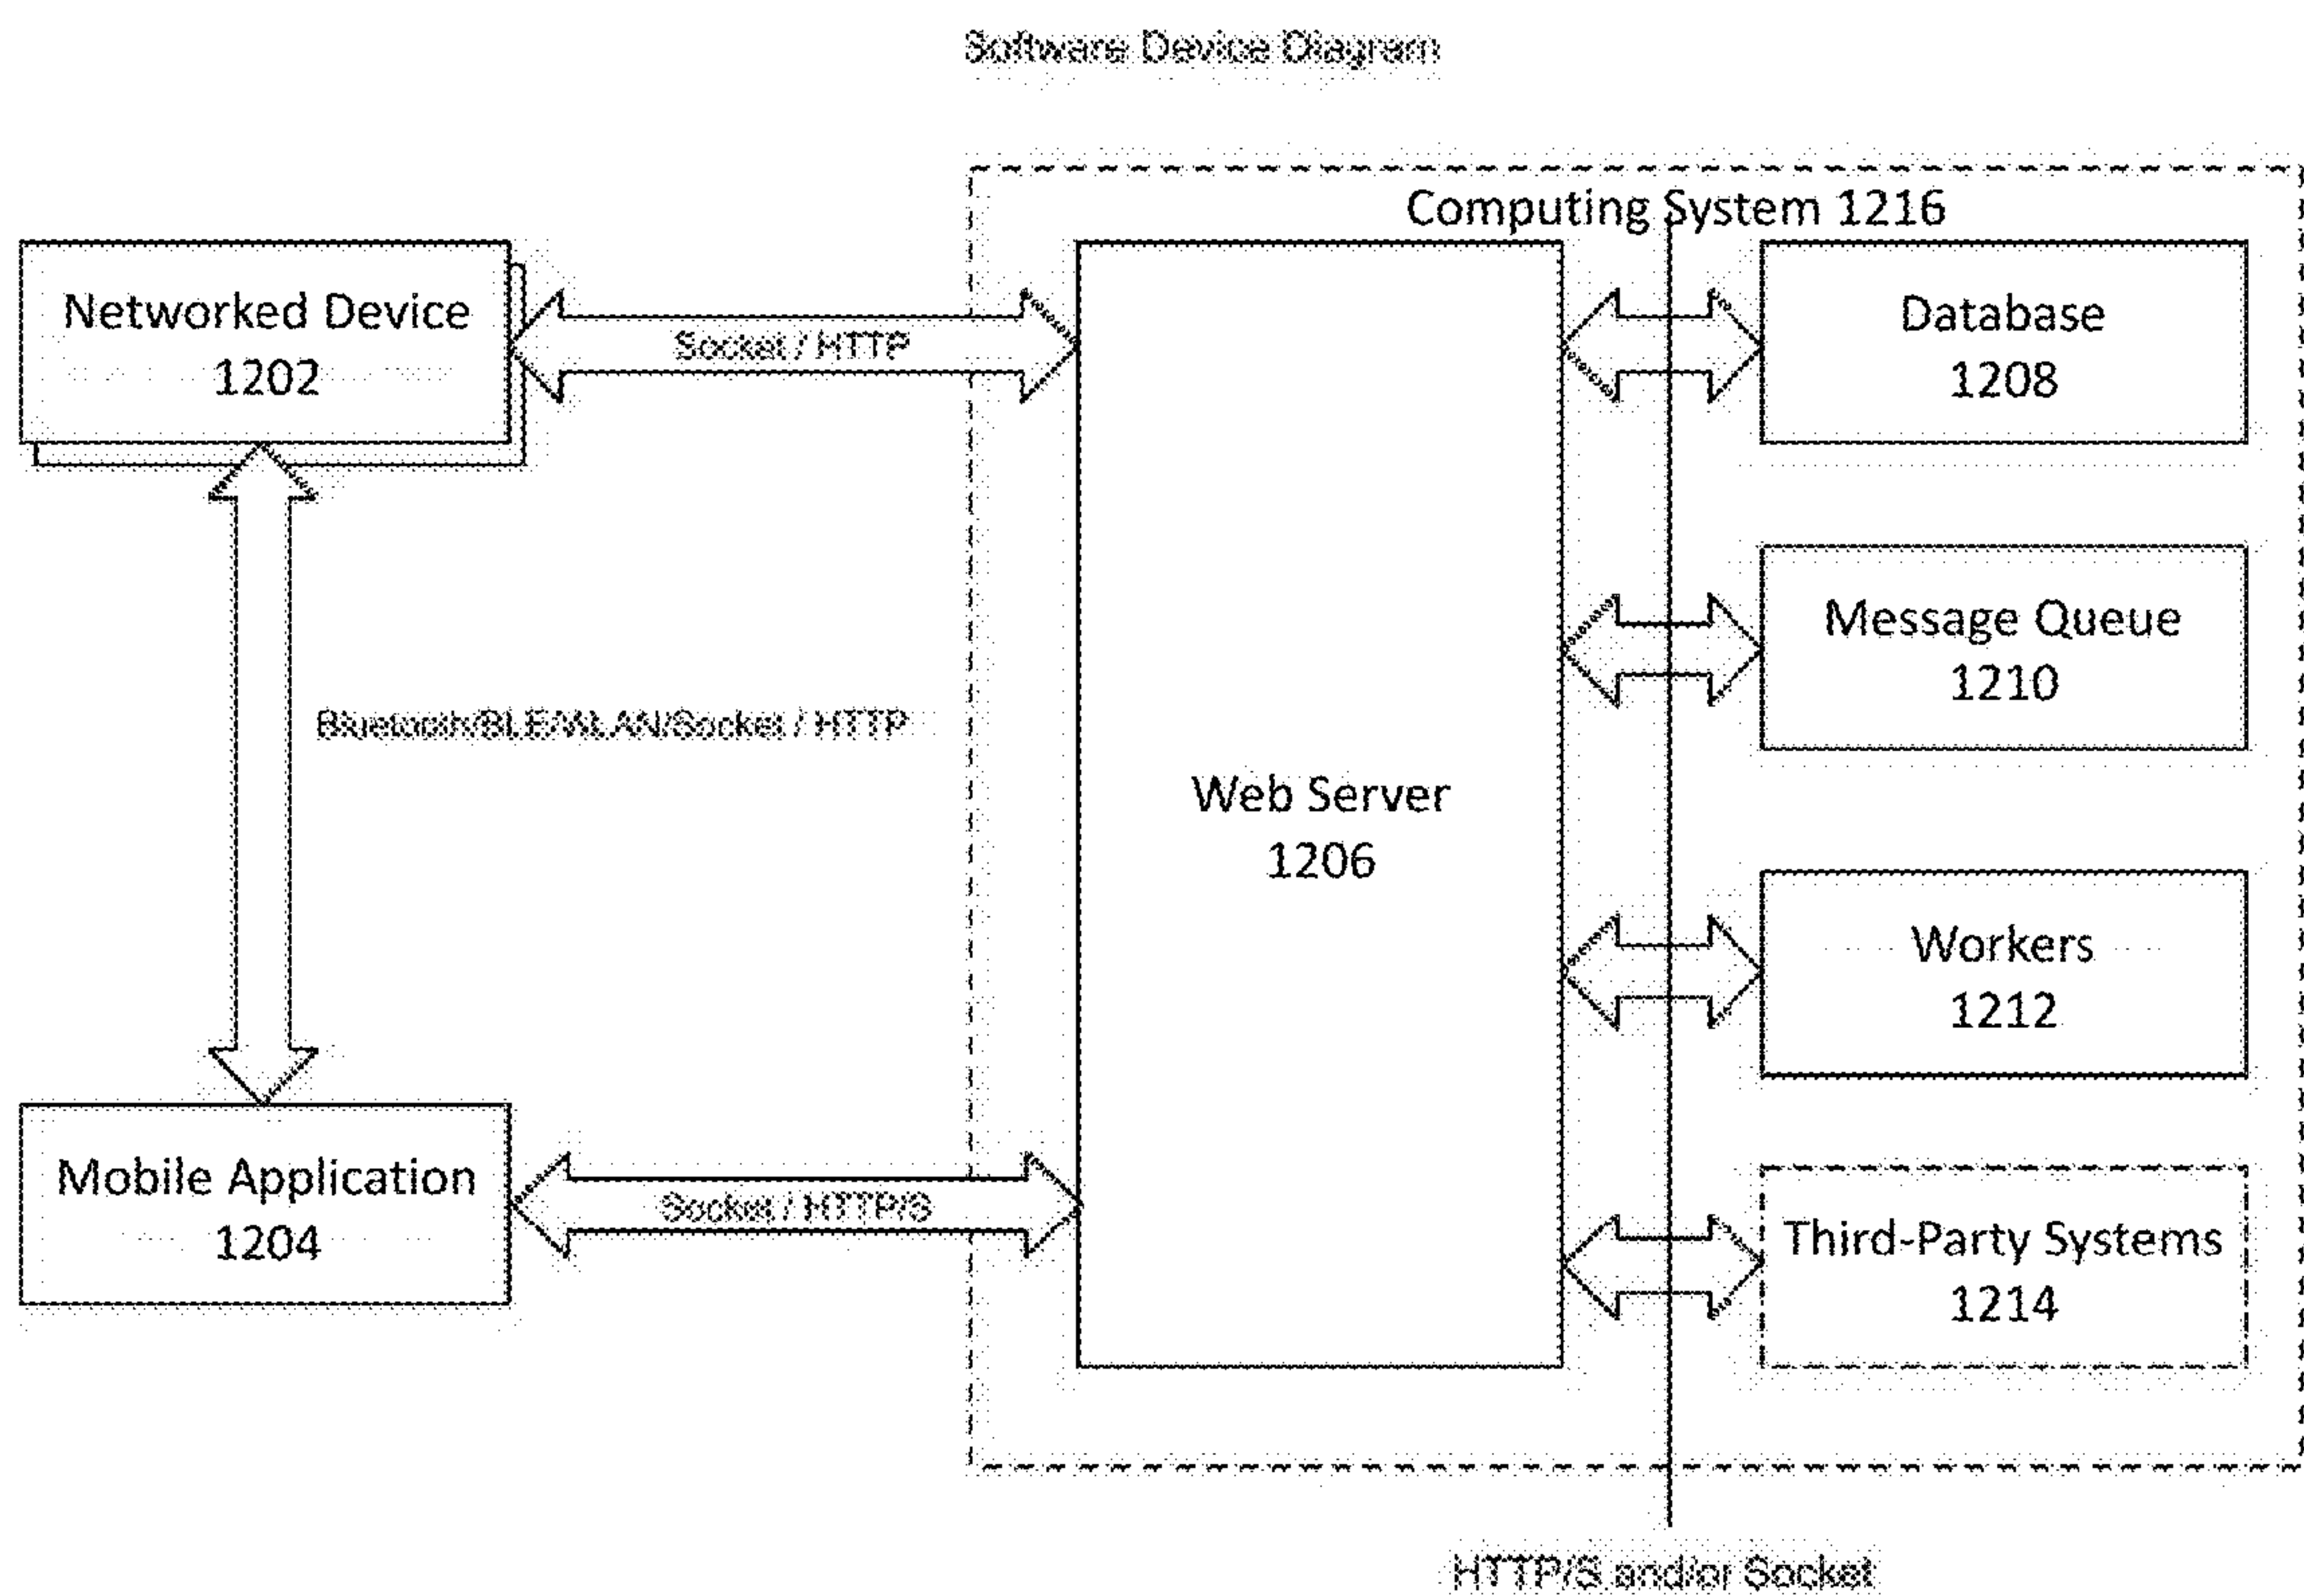 Software Device Diagram
Computing System 1216
Networked Device
1202
Socket / HTTP
Database
1208
Message Queue
1210
Bluetooth/BLE/WLAN/Socket / HTTP
Web Server
1206
Workers
1212
Mobile Application
1204
Socket / HTTP/S
Third-Party Systems
1214
HTTP/S and/or Socket